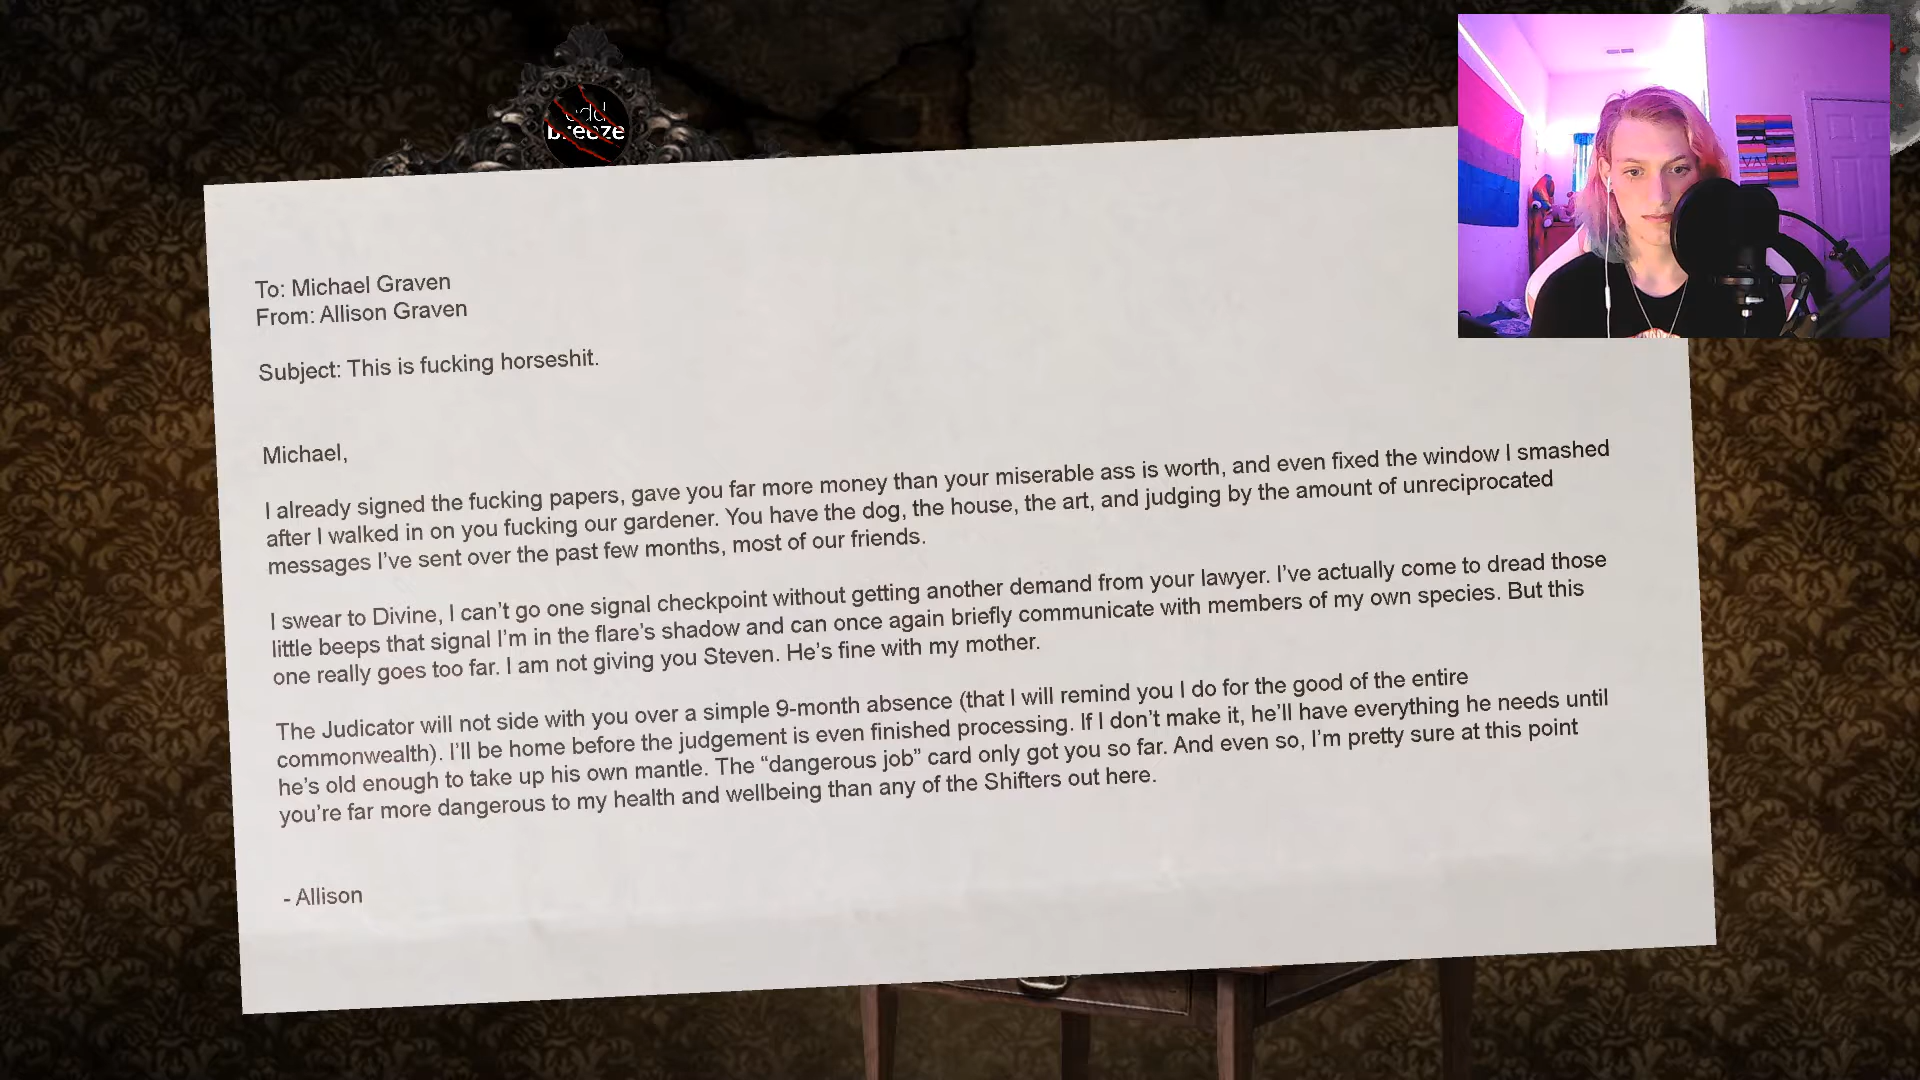 odd
breeze
To: Michael Graven
From: Allison Graven
Subject: This is fucking horseshit.
Michael,
I already signed the fucking papers, gave you far more money than your miserable ass is worth, and even fixed the window I smashed
after I walked in on you fucking our gardener. You have the dog, the house, the art, and judging by the amount of unreciprocated
messages I've sent over the past few months, most of our friends.
I swear to Divine, I can't go one signal checkpoint without getting another demand from your lawyer. I've actually come to dread those
little beeps that signal I'm in the flare's shadow and can once again briefly communicate with members of my own species. But this
one really goes too far. I am not giving you Steven. He's fine with my mother.
The Judicator will not side with you over a simple 9-month absence (that I will remind you I do for the good of the entire
commonwealth). I'll be home before the judgement is even finished processing. If I don't make it, he'll have everything he needs until
he's old enough to take up his own mantle. The “dangerous job” card only got you so far. And even so, I'm pretty sure at this point
you're far more dangerous to my health and wellbeing than any of the Shifters out here.
- Allison